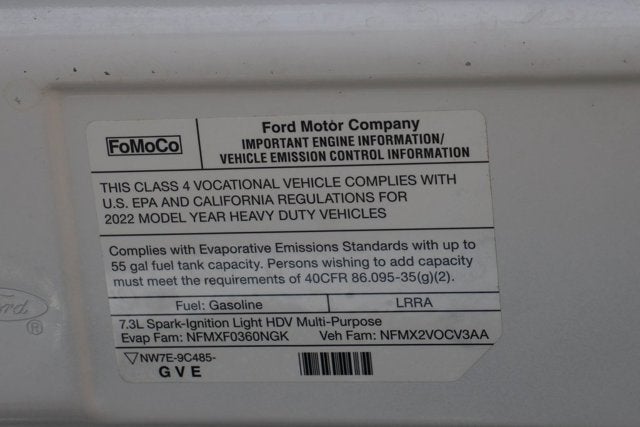 FoMoCo
Ford Motor Company
IMPORTANT ENGINE INFORMATION/
VEHICLE EMISSION CONTROL INFORMATION
THIS CLASS 4 VOCATIONAL VEHICLE COMPLIES WITH
U.S. EPA AND CALIFORNIA REGULATIONS FOR
2022 MODEL YEAR HEAVY DUTY VEHICLES
Complies with Evaporative Emissions Standards with up to
55 gal fuel tank capacity. Persons wishing to add capacity
must meet the requirements of 40CFR 86.095-35(g)(2).
Fuel: Gasoline LRRA
7.3L Spark-Ignition Light HDV Multi-Purpose
Evap Fam: NFMXF0360NGK Veh Fam: NFMX2VOCV3AA
NW7E-9C485-
GVE
Ford ®